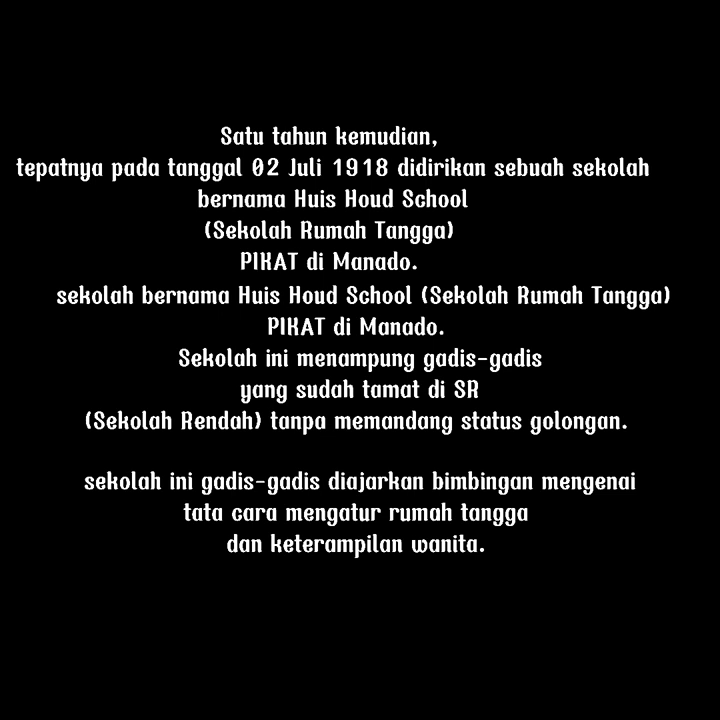 Satu tahun kemudian,
tepatnya pada tanggal 02 Juli 1918 didirikan sebuah sekolah
bernama Huis Houd School
(Sekolah Rumah Tangga)
PIKAT di Manado.
sekolah bernama Huis Houd School (Sekolah Rumah Tangga)
PIKAT di Manado.
Sekolah ini menampung gadis-gadis
yang sudah tamat di SR
(Sekolah Rendah) tanpa memandang status golongan.
sekolah ini gadis-gadis diajarkan bimbingan mengenai
tata cara mengatur rumah tangga
dan keterampilan wanita.